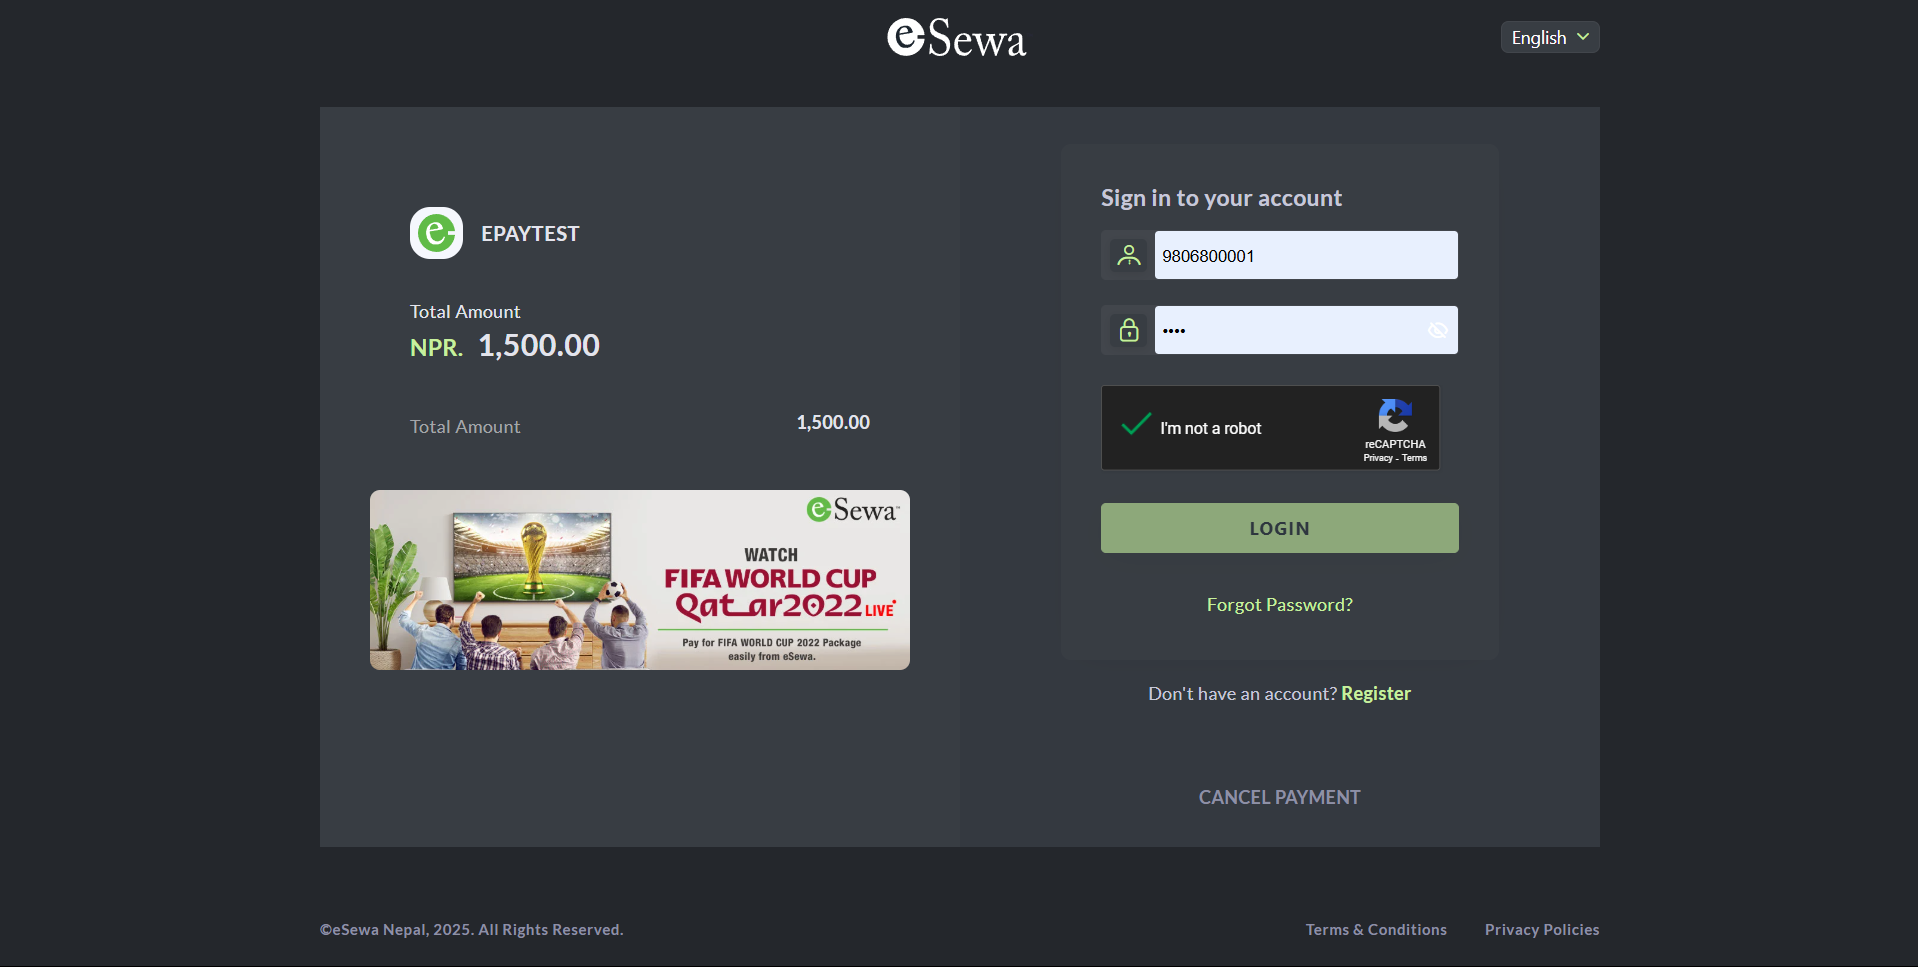 eSewa
English
EPAYTEST
Total Amount
NPR. 1,500.00
Total Amount 1,500.00
eSewa™
WATCH
FIFA WORLD CUP
Qatar2022 LIVE
Pay for FIFA WORLD CUP 2022 Package
easily from eSewa.
Sign in to your account
9806800001
••••
I'm not a robot
reCAPTCHA
Privacy - Terms
LOGIN
Forgot Password?
Don't have an account? Register
CANCEL PAYMENT
©eSewa Nepal, 2025. All Rights Reserved.
Terms & Conditions Privacy Policies